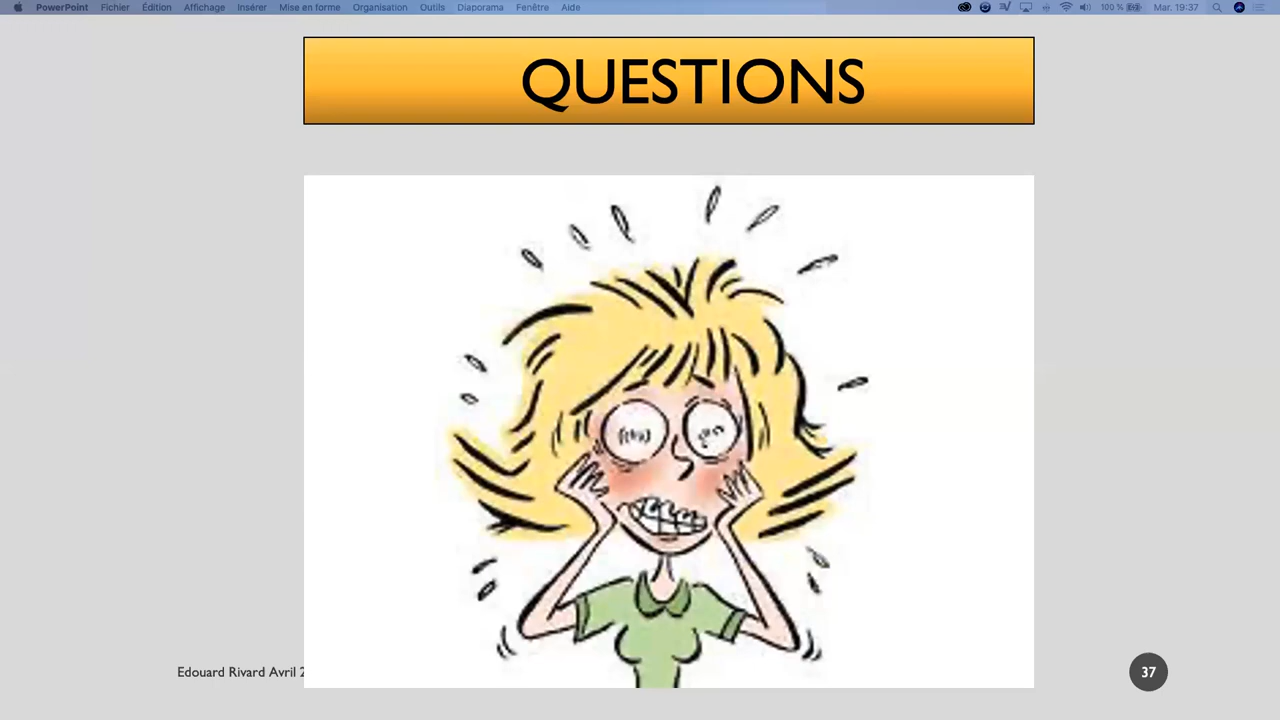 PowerPoint Fichier Édition Affichage Insérer Mise en forme Organisation Outils Diaporama Fenêtre Aide 100 % Mar. 19:37
QUESTIONS
Edouard Rivard Avril 2
37